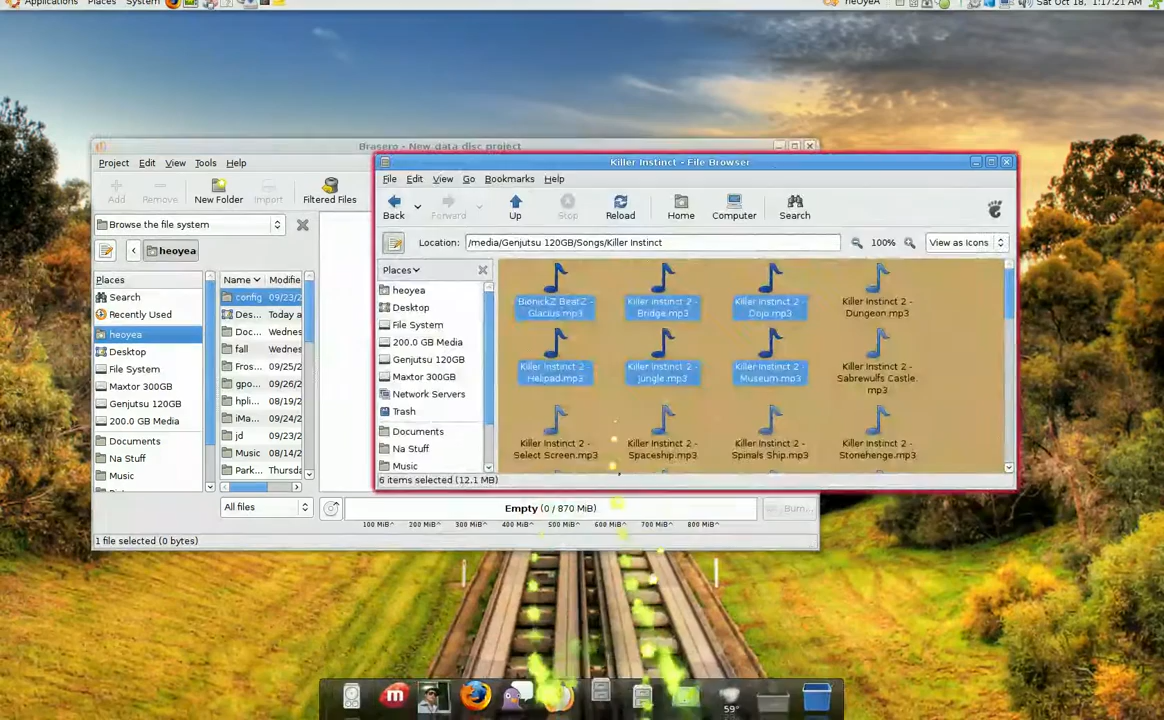 Applications Places System
heOyeA
Sat Oct 18, 1:17:21 AM
Brasero - New data disc project
Project Edit View Tools Help
Add Remove New Folder Import Filtered Files
Browse the file system
heoyea
Places
Search
Recently Used
heoyea
Desktop
File System
Maxtor 300GB
Genjutsu 120GB
200.0 GB Media
Documents
Na Stuff
Music
Name Modifie
config 09/23/2
Des... Today a
Doc... Wednes
fall Wednes
Fros... 09/25/2
gpo... 09/26/2
hpli... 08/19/2
iMa... 09/24/2
jd 09/23/2
Music 08/14/2
Park... Thursda
All files
Empty (0 / 870 MiB)
Burn...
100 MiB^ 200 MiB^ 300 MiB^ 400 MiB^ 500 MiB^ 600 MiB^ 700 MiB^ 800 MiB^
1 file selected (0 bytes)
Killer Instinct - File Browser
File Edit View Go Bookmarks Help
Back Forward Up Stop Reload Home Computer Search
Location: /media/Genjutsu 120GB/Songs/Killer Instinct
100%
View as Icons
Places
heoyea
Desktop
File System
200.0 GB Media
Genjutsu 120GB
Maxtor 300GB
Network Servers
Trash
Documents
Na Stuff
Music
BionickZ BeatZ -
Glacius.mp3
Killer Instinct 2 -
Bridge.mp3
Killer Instinct 2 -
Dojo.mp3
Killer Instinct 2 -
Dungeon.mp3
Killer Instinct 2 -
Helipad.mp3
Killer Instinct 2 -
Jungle.mp3
Killer Instinct 2 -
Museum.mp3
Killer Instinct 2 -
Sabrewulfs Castle.
mp3
Killer Instinct 2 -
Select Screen.mp3
Killer Instinct 2 -
Spaceship.mp3
Killer Instinct 2 -
Spinals Ship.mp3
Killer Instinct 2 -
Stonehenge.mp3
6 items selected (12.1 MB)
59°